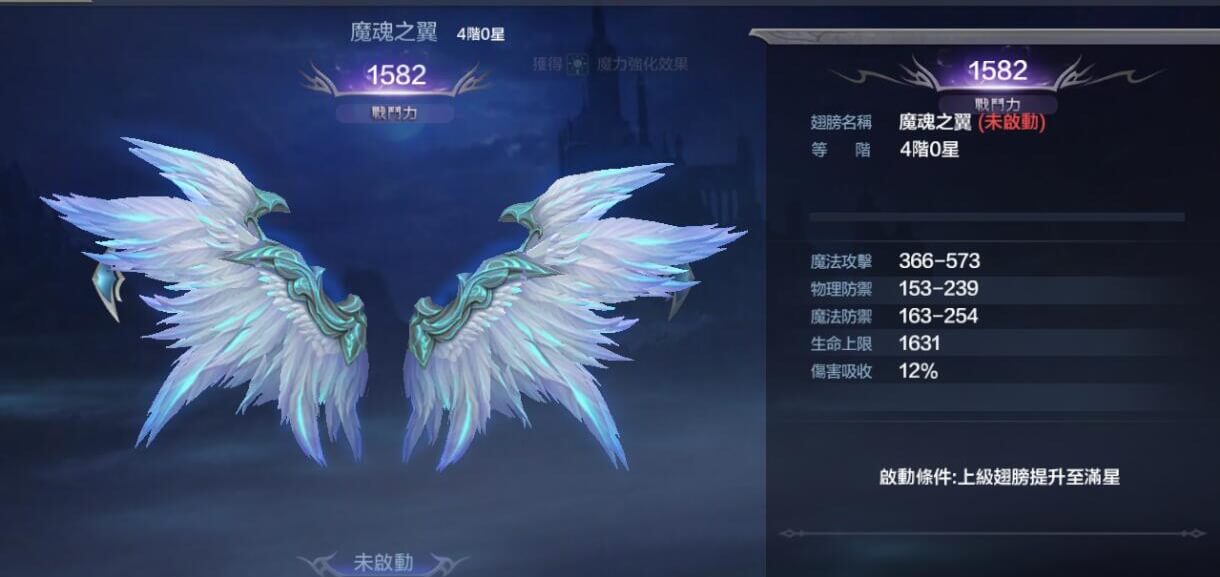 魔魂之翼 4階0星
1582
戰鬥力
獲得 魔力強化效果
未啟動
1582
戰鬥力
翅膀名稱 魔魂之翼 (未啟動)
等 階 4階0星
魔法攻擊 366-573
物理防禦 153-239
魔法防禦 163-254
生命上限 1631
傷害吸收 12%
啟動條件:上級翅膀提升至滿星